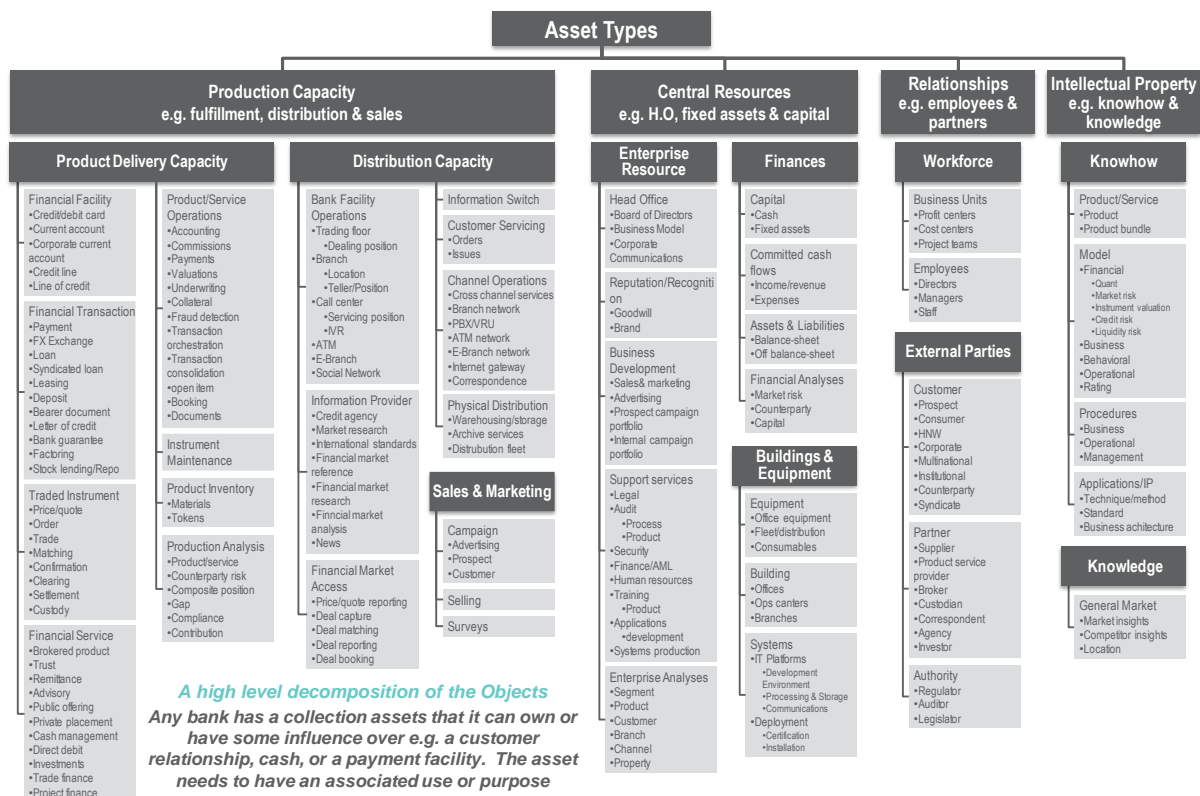 Asset Types
Production Capacity
e.g. fulfillment, distribution & sales
Product Delivery Capacity
Financial Facility
•Credit/debit card
•Current account
•Corporate current
account
•Credit line
•Line of credit
Financial Transaction
•Payment
•FX Exchange
•Loan
•Syndicated loan
•Leasing
•Deposit
•Bearer document
•Letter of credit
•Bank guarantee
•Factoring
•Stock lending/Repo
Traded Instrument
•Price/quote
•Order
•Trade
•Matching
•Confirmation
•Clearing
•Settlement
•Custody
Financial Service
•Brokered product
•Trust
•Remittance
•Advisory
•Public offering
•Private placement
•Cash management
•Direct debit
•Investments
•Trade finance
•Project finance
Product/Service
Operations
•Accounting
•Commissions
•Payments
•Valuations
•Underwriting
•Collateral
•Fraud detection
•Transaction
orchestration
•Transaction
consolidation
•open item
•Booking
•Documents
Instrument
Maintenance
Product Inventory
•Materials
•Tokens
Production Analysis
•Product/service
•Counterparty risk
•Composite position
•Gap
•Compliance
•Contribution
Distribution Capacity
Bank Facility
Operations
•Trading floor
•Dealing position
•Branch
•Location
•Teller/Position
•Call center
•Servicing position
•IVR
•ATM
•E-Branch
•Social Network
Information Provider
•Credit agency
•Market research
•International standards
•Financial market
reference
•Financial market
research
•Finncial market
analysis
•News
Financial Market
Access
•Price/quote reporting
•Deal capture
•Deal matching
•Deal reporting
•Deal booking
Information Switch
Customer Servicing
•Orders
•Issues
Channel Operations
•Cross channel services
•Branch network
•PBX/VRU
•ATM network
•E-Branch network
•Internet gateway
•Correspondence
Physical Distribution
•Warehousing/storage
•Archive services
•Distrubution fleet
Sales & Marketing
Campaign
•Advertising
•Prospect
•Customer
Selling
Surveys
A high level decomposition of the Objects
Any bank has a collection assets that it can own or
have some influence over e.g. a customer
relationship, cash, or a payment facility. The asset
needs to have an associated use or purpose
Central Resources
e.g. H.O, fixed assets & capital
Enterprise
Resource
Head Office
•Board of Directors
•Business Model
•Corporate
Communications
Reputation/Recogniti
on
•Goodwill
•Brand
Business
Development
•Sales& marketing
•Advertising
•Prospect campaign
portfolio
•Internal campaign
portfolio
Support services
•Legal
•Audit
•Process
•Product
•Security
•Finance/AML
•Human resources
•Training
•Product
•Applications
•development
•Systems production
Enterprise Analyses
•Segment
•Product
•Customer
•Branch
•Channel
•Property
Finances
Capital
•Cash
•Fixed assets
Committed cash
flows
•Income/revenue
•Expenses
Assets & Liabilities
•Balance-sheet
•Off balance-sheet
Financial Analyses
•Market risk
•Counterparty
•Capital
Buildings &
Equipment
Equipment
•Office equipment
•Fleet/distribution
•Consumables
Building
•Offices
•Ops canters
•Branches
Systems
•IT Platforms
•Development
Environment
•Processing & Storage
•Communications
•Deployment
•Certification
•Installation
Relationships
e.g. employees &
partners
Workforce
Business Units
•Profit centers
•Cost centers
•Project teams
Employees
•Directors
•Managers
•Staff
External Parties
Customer
•Prospect
•Consumer
•HNW
•Corporate
•Multinational
•Institutional
•Counterparty
•Syndicate
Partner
•Supplier
•Product service
provider
•Broker
•Custodian
•Correspondent
•Agency
•Investor
Authority
•Regulator
•Auditor
•Legislator
Intellectual Property
e.g. knowhow &
knowledge
Knowhow
Product/Service
•Product
•Product bundle
Model
•Financial
•Quant
•Market risk
•Instrument valuation
•Credit risk
•Liquidity risk
•Business
•Behavioral
•Operational
•Rating
Procedures
•Business
•Operational
•Management
Applications/IP
•Technique/method
•Standard
•Business achitecture
Knowledge
General Market
•Market insights
•Competitor insights
•Location